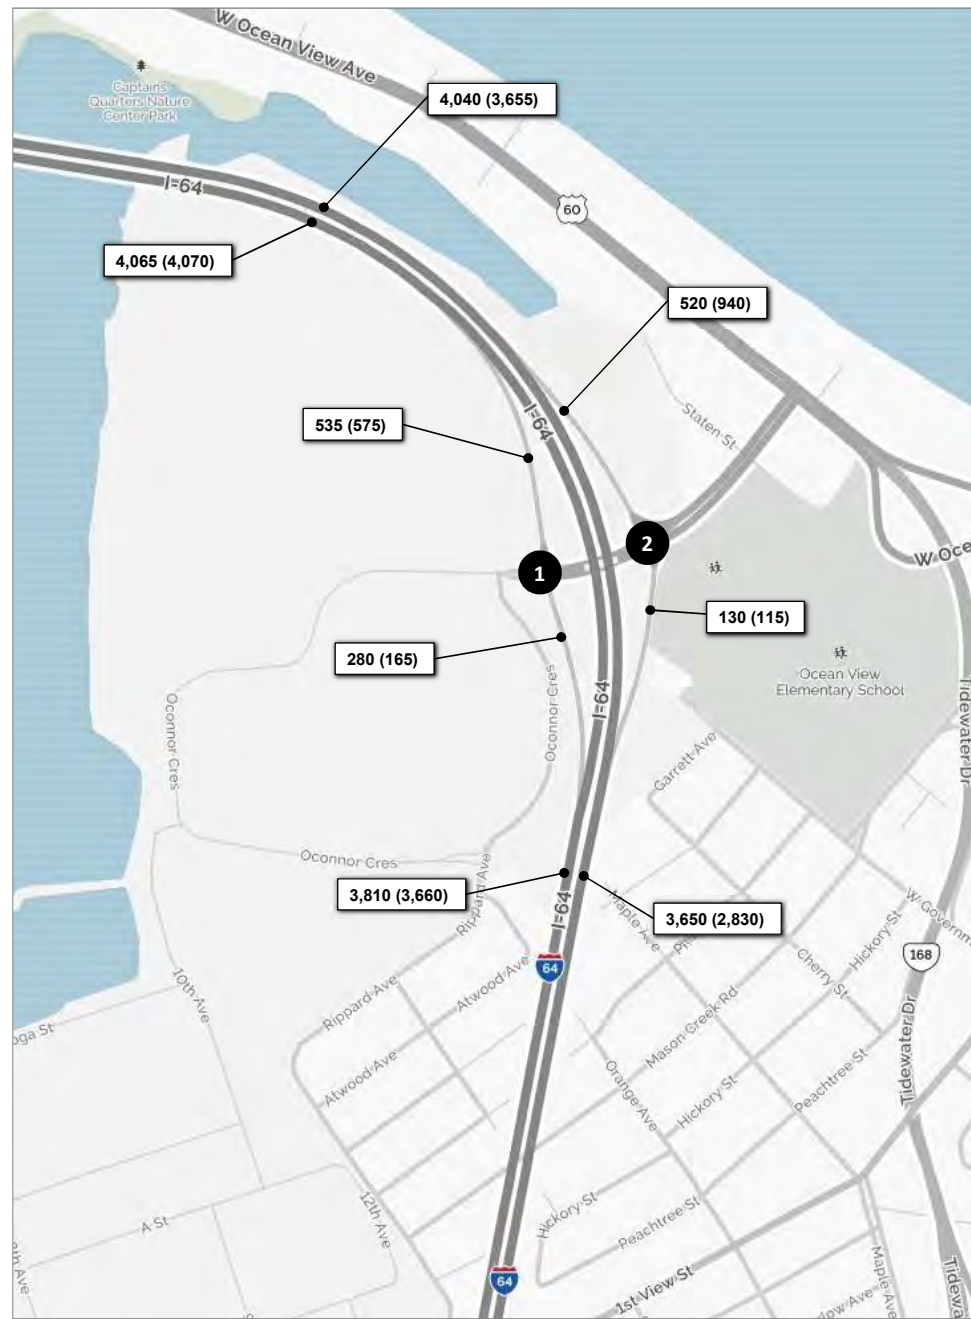 W Ocean View Ave
Captains
Quarters Nature
Center Park
4,040 (3,655)
I-64
60
4,065 (4,070)
520 (940)
I-64
Staten St
535 (575)
2
1
W Oce
130 (115)
280 (165)
Ocean View
Elementary School
Oconnor Cres
Oconnor Cres
I-64
Tidewater Dr
Garrett Ave
Oconnor Cres
3,810 (3,660)
Rippard Ave
I-64
3,650 (2,830)
Maple Ave
W Governm
Hickory St
Cherry St
168
64
10th Ave
Rippard Ave
Atwood Ave
Mason Creek Rd
oga St
Atwood Ave
Orange Ave
Hickory St
Peachtree St
Tidewater Dr
12th Ave
A St
Hickory St
Peachtree St
64
1st View St
Maple Ave
Tidewa